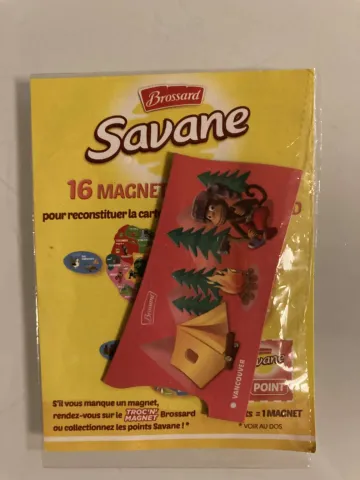 Brossard
Savane
16 MAGNET
pour reconstituer la cart
Brossard
VANCOUVER
POINT
S'il vous manque un magnet,
rendez-vous sur le TROC'N' MAGNET Brossard
ou collectionnez les points Savane ! *
= 1 MAGNET
* VOIR AU DOS